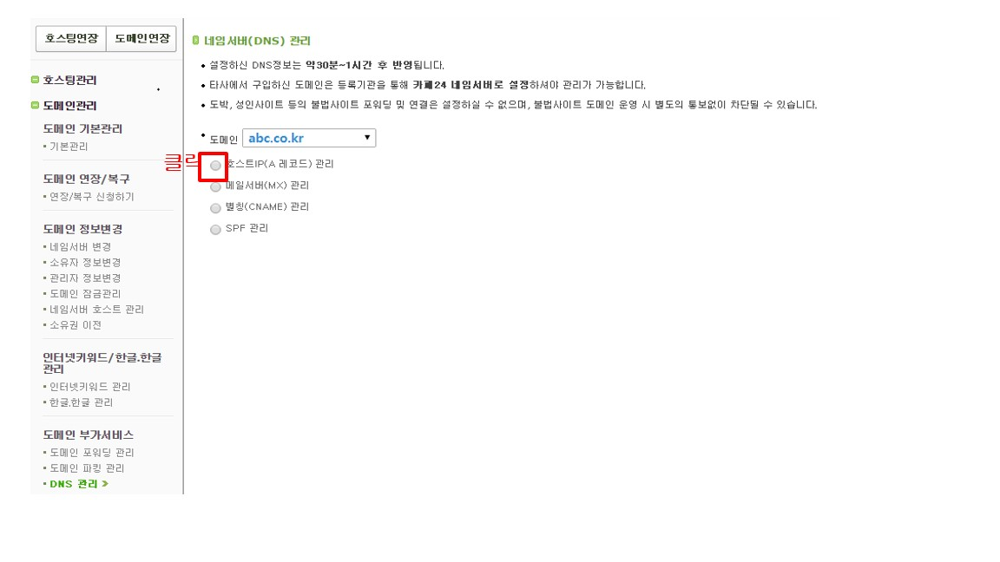 호스팅연장 도메인연장
호스팅관리
도메인관리
도메인 기본관리
기본관리
도메인 연장/복구
연장/복구 신청하기
도메인 정보변경
네임서버 변경
소유자 정보변경
관리자 정보변경
도메인 잠금관리
네임서버 호스트 관리
소유권 이전
인터넷키워드/한글.한글
관리
인터넷키워드 관리
한글.한글 관리
도메인 부가서비스
도메인 포워딩 관리
도메인 파킹 관리
DNS 관리
네임서버(DNS) 관리
설정하신 DNS정보는 약30분~1시간 후 반영됩니다.
타사에서 구입하신 도메인은 등록기관을 통해 카페24 네임서버로 설정하셔야 관리가 가능합니다.
도박, 성인사이트 등의 불법사이트 포워딩 및 연결은 설정하실 수 없으며, 불법사이트 도메인 운영 시 별도의 통보없이 차단될 수 있습니다.
도메인 abc.co.kr
클릭
호스트IP(A 레코드) 관리
메일서버(MX) 관리
별칭(CNAME) 관리
SPF 관리